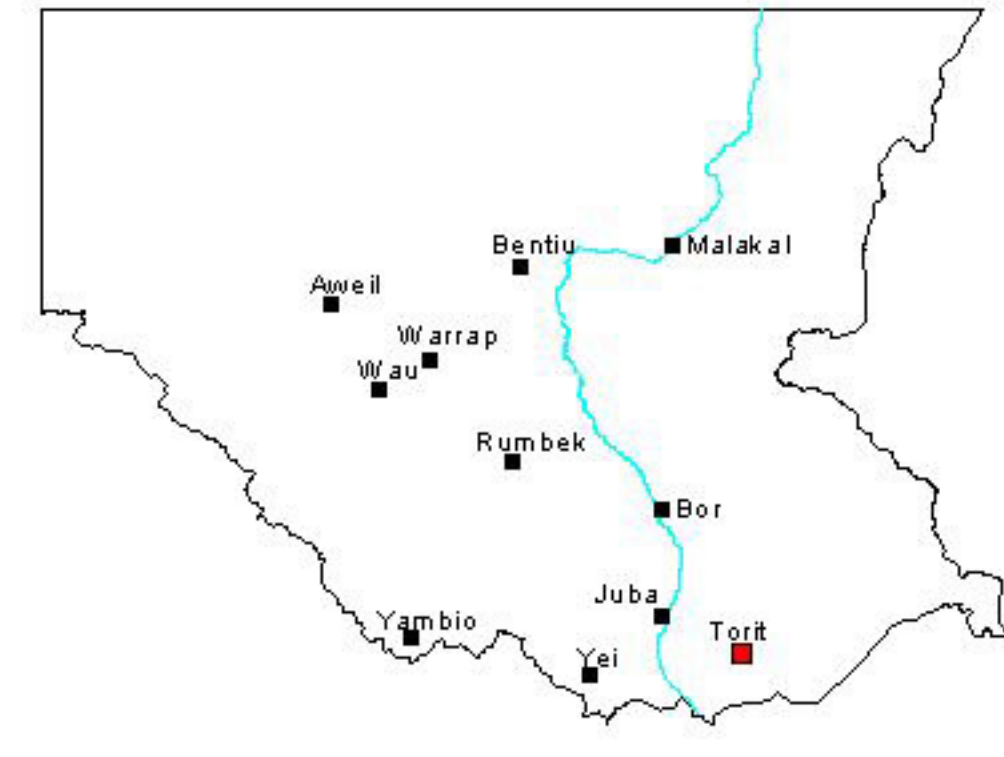 Bentiu
Malakal
Aweil
Warrap
Wau
Rumbek
Bor
Juba
Yambio
Torit
Yei